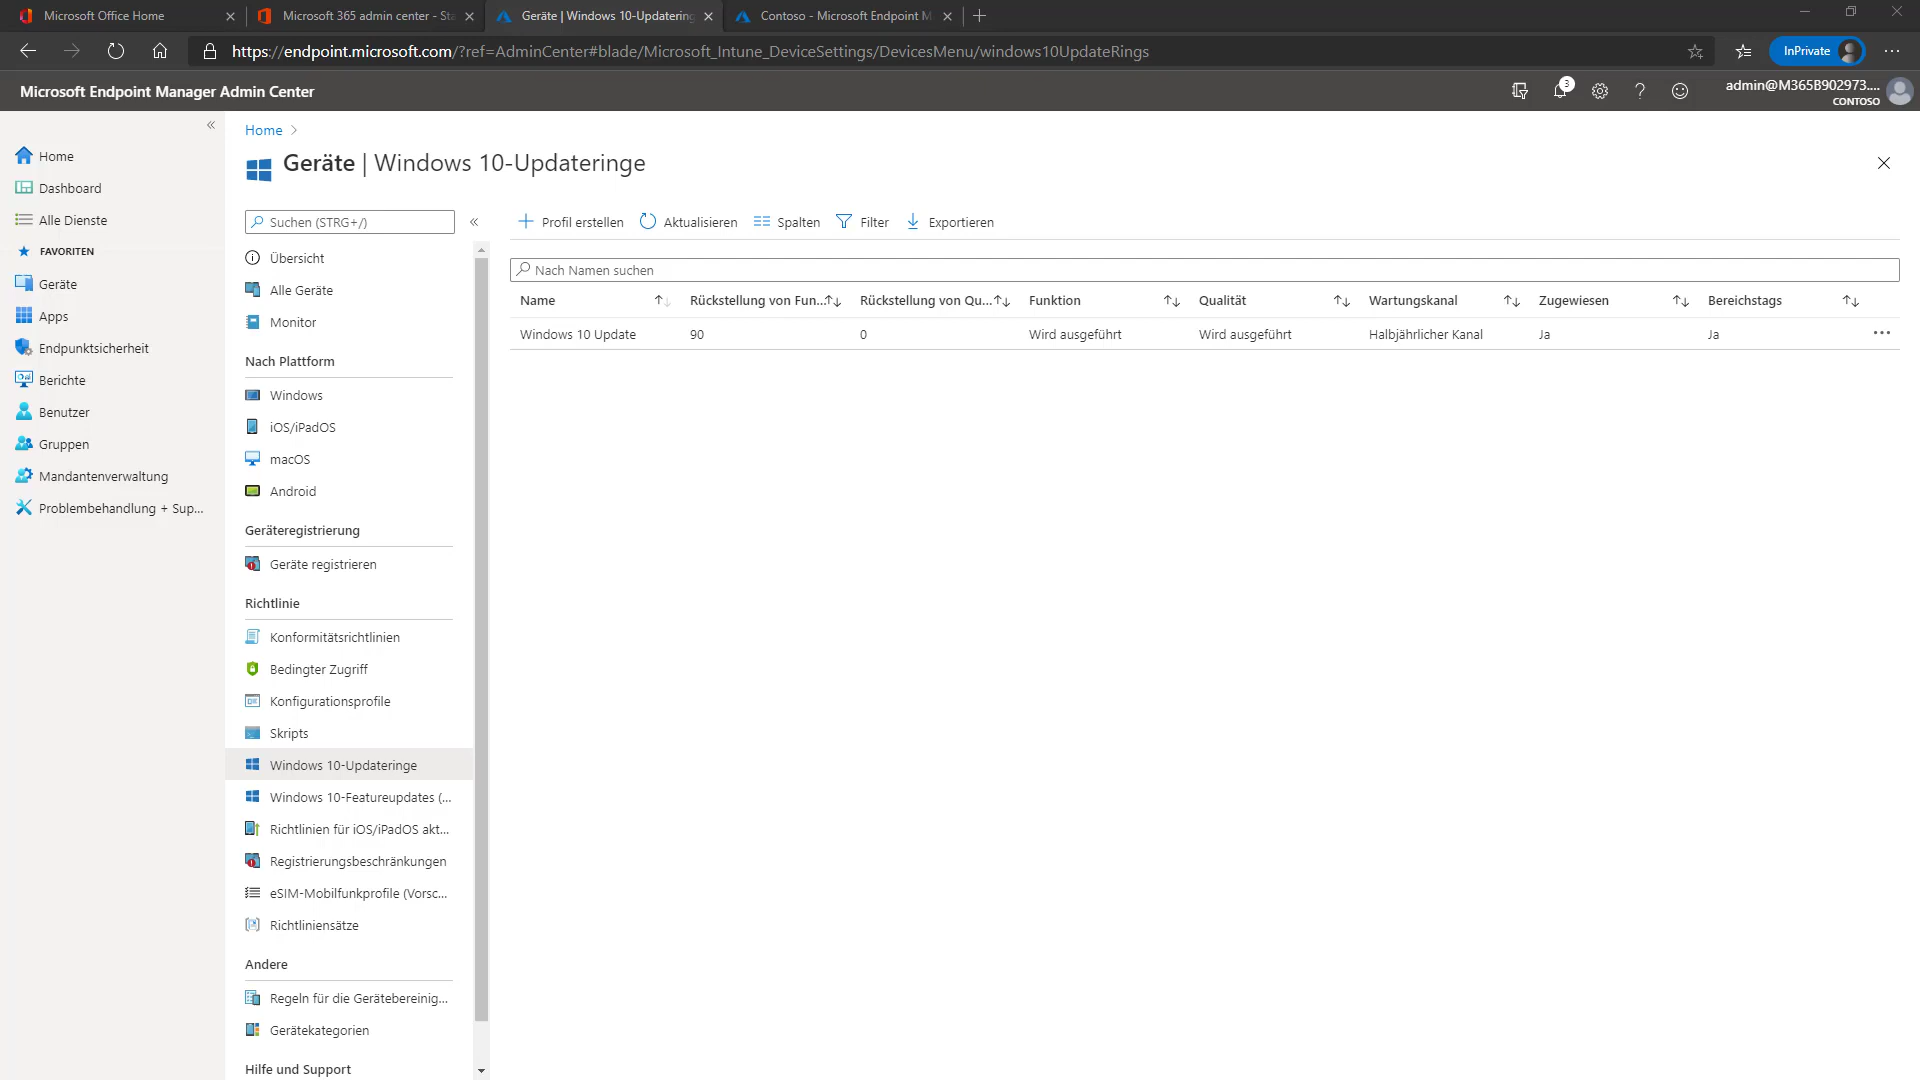 Microsoft Office Home
Microsoft 365 admin center - Sta
Geräte | Windows 10-Updatering
Contoso - Microsoft Endpoint M
https://endpoint.microsoft.com/?ref=AdminCenter#blade/Microsoft_Intune_DeviceSettings/DevicesMenu/windows10UpdateRings
InPrivate
Microsoft Endpoint Manager Admin Center
3
admin@M365B902973....
CONTOSO
Home
Dashboard
Alle Dienste
FAVORITEN
Geräte
Apps
Endpunktsicherheit
Berichte
Benutzer
Gruppen
Mandantenverwaltung
Problembehandlung + Sup...
Home
Geräte | Windows 10-Updateringe
Suchen (STRG+/)
Übersicht
Alle Geräte
Monitor
Nach Plattform
Windows
iOS/iPadOS
macOS
Android
Geräteregistrierung
Geräte registrieren
Richtlinie
Konformitätsrichtlinien
Bedingter Zugriff
Konfigurationsprofile
Skripts
Windows 10-Updateringe
Windows 10-Featureupdates (...
Richtlinien für iOS/iPadOS akt...
Registrierungsbeschränkungen
eSIM-Mobilfunkprofile (Vorsc...
Richtliniensätze
Andere
Regeln für die Gerätebereinig...
Gerätekategorien
Hilfe und Support
Profil erstellen Aktualisieren Spalten Filter Exportieren
Nach Namen suchen
Name Rückstellung von Fun... Rückstellung von Qu... Funktion Qualität Wartungskanal Zugewiesen Bereichstags
Windows 10 Update 90 0 Wird ausgeführt Wird ausgeführt Halbjährlicher Kanal Ja Ja